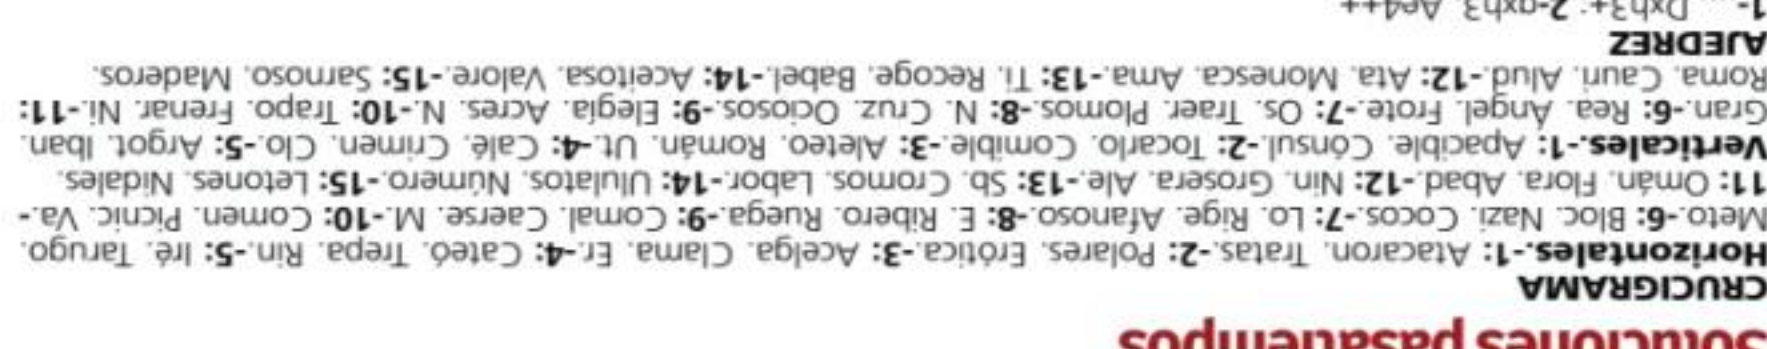 Soluciones pasatiempos
CRUCIGRAMA
Horizontales.-1: Atacaron. Tratas.-2: Polares. Erótica.-3: Acelga. Clama. Er.-4: Cateó. Trepa. Rin.-5: Iré. Tarugo.
Meto.-6: Bloc. Nazi. Cocos.-7: Lo. Rige. Afanoso.-8: E. Ribero. Ruega.-9: Comal. Caerse. M.-10: Comen. Picnic. Va.-
11: Omán. Flora. Abad.-12: Nin. Grosera. Ale.-13: Sb. Cromos. Labor.-14: Ululatos. Número.-15: Letones. Nidales.
Verticales.-1: Apacible. Cónsul.-2: Tocarlo. Comible.-3: Aleteo. Román. Ut.-4: Calé. Crimen. Clo.-5: Argot. Iban.
Gran.-6: Rea. Ángel. Frote.-7: Os. Traer. Plomos.-8: N. Cruz. Ociosos.-9: Elegía. Acres. N.-10: Trapo. Frenar. Ni.-11:
Roma. Cauri. Alud.-12: Ata. Monesca. Ama.-13: Ti. Recoge. Babel.-14: Aceitosa. Valore.-15: Sarnoso. Maderos.
AJEDREZ
1-... Dxh3+; 2-gxh3, Ae4++